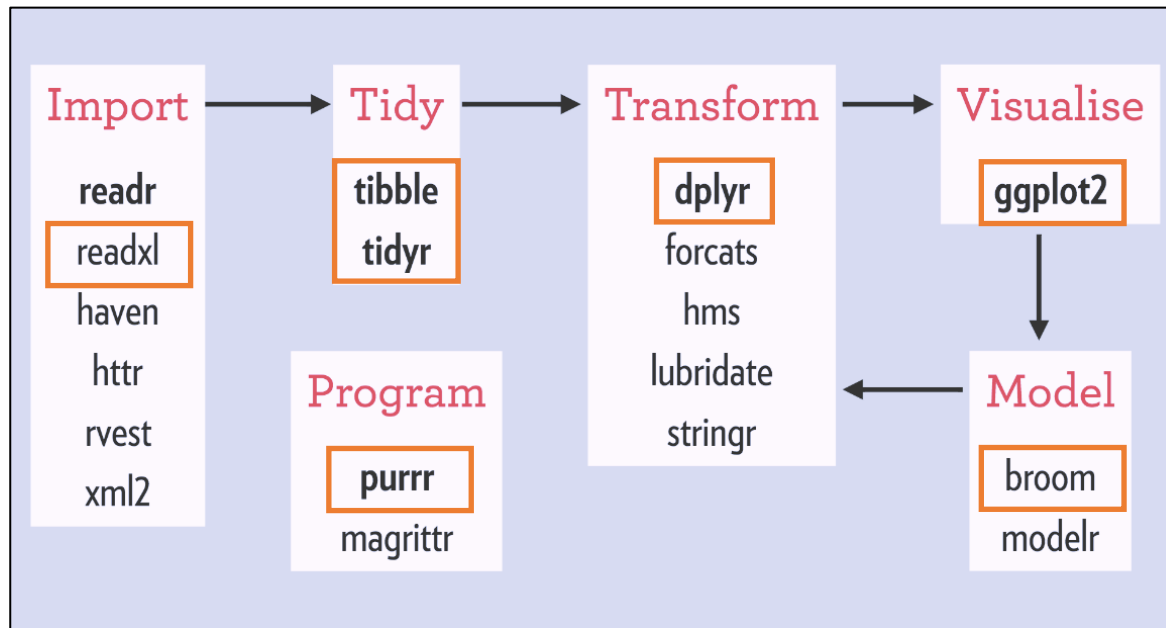 Import
readr
readxl
haven
httr
rvest
xml2
Tidy
tibble
tidyr
Program
purrr
magrittr
Transform
dplyr
forcats
hms
lubridate
stringr
Visualise
ggplot2
Model
broom
modelr